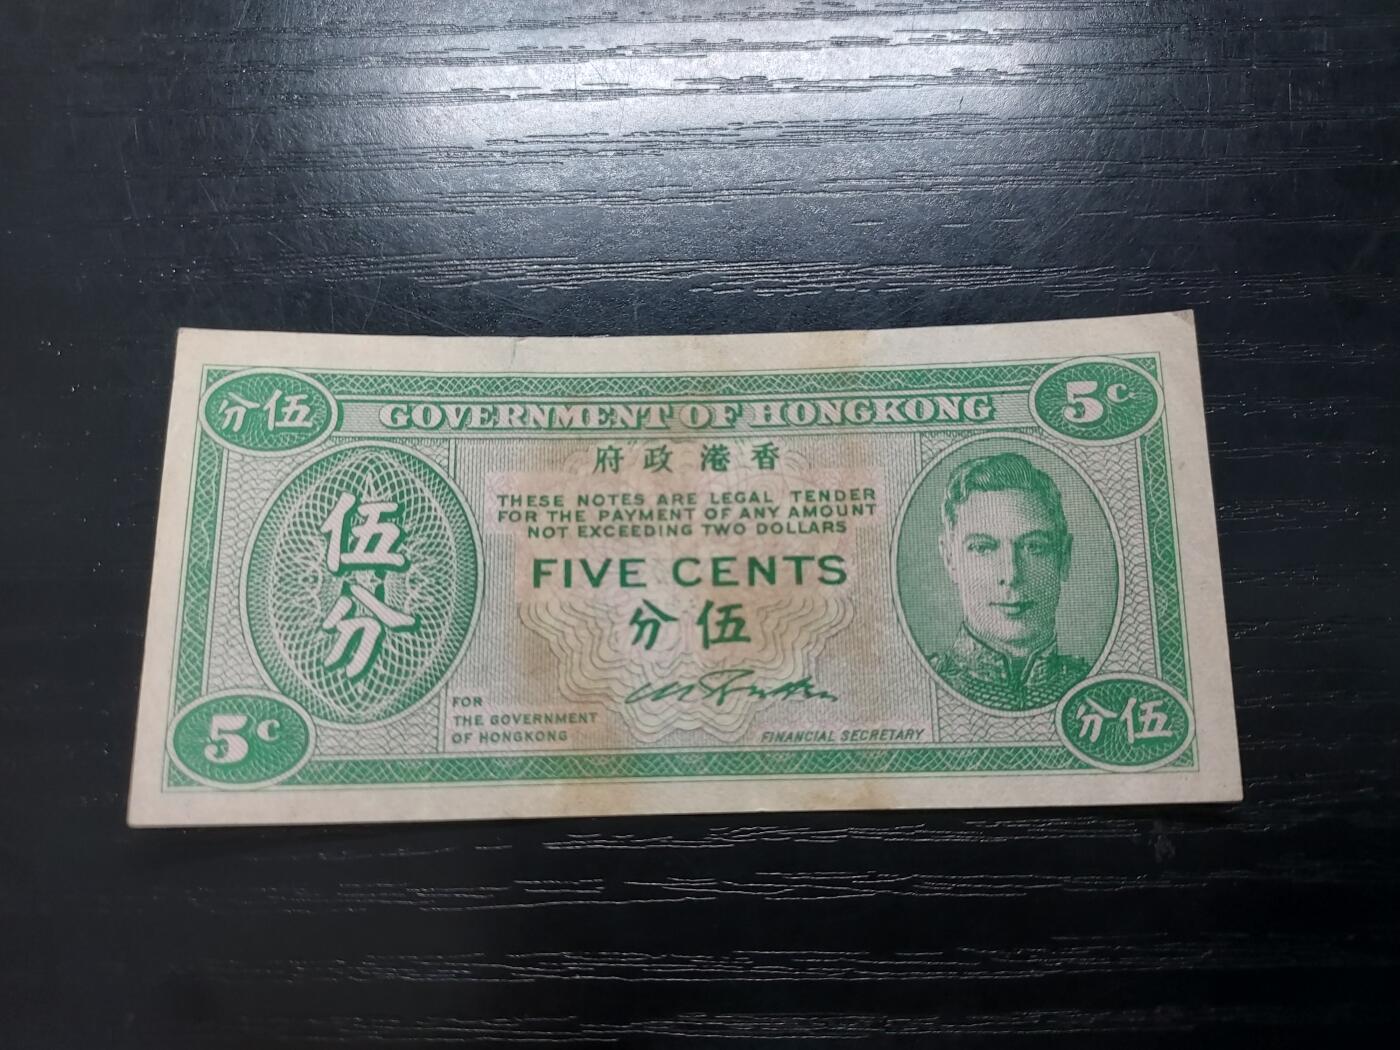 分伍
GOVERNMENT OF HONGKONG
5c.
府政港香
THESE NOTES ARE LEGAL TENDER
FOR THE PAYMENT OF ANY AMOUNT
NOT EXCEEDING TWO DOLLARS
伍分
FIVE CENTS
分伍
FOR
THE GOVERNMENT
OF HONGKONG
FINANCIAL SECRETARY
5c
分伍